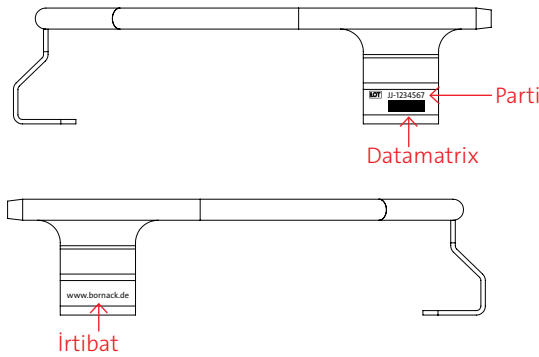 LOT JJ-1234567
Parti
Datamatrix
www.bornack.de
İrtibat